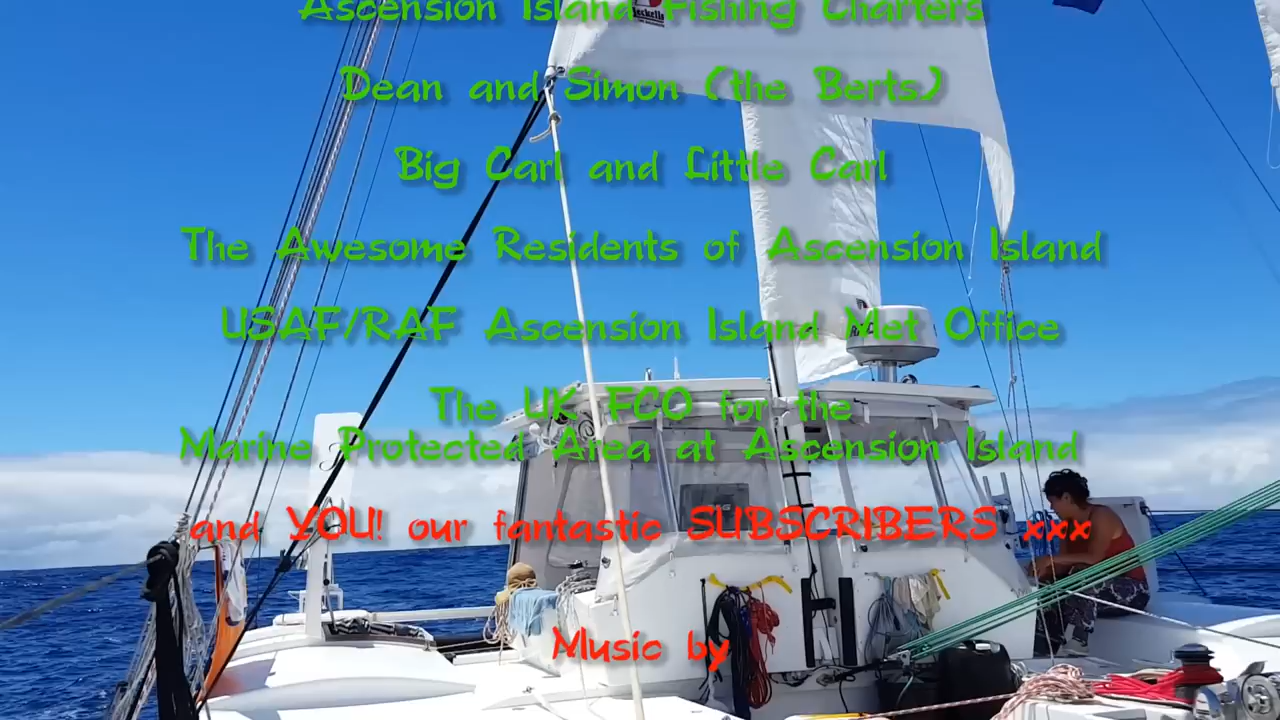 Ascension Island Fishing Charters
Dean and Simon (the Berts)
Big Carl and Little Carl
The Awesome Residents of Ascension Island
USAF/RAF Ascension Island Met Office
The UK FCO for the
Marine Protected Area at Ascension Island
and YOU! our fantastic SUBSCRIBERS xxx
Music by